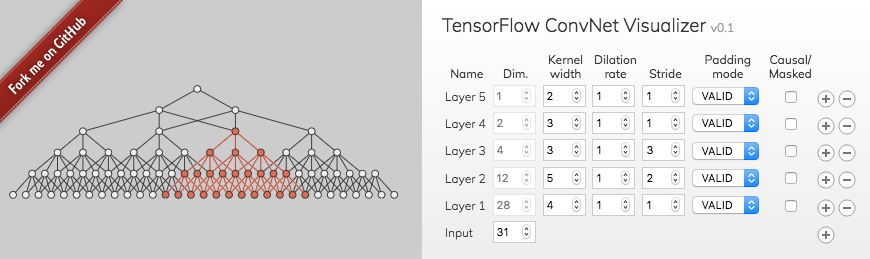 Fork me on GitHub
TensorFlow ConvNet Visualizer v0.1
Name Dim. Kernel width Dilation rate Stride Padding mode Causal/ Masked
Layer 5 1 2 1 1 VALID
Layer 4 2 3 1 1 VALID
Layer 3 4 3 1 3 VALID
Layer 2 12 5 1 2 VALID
Layer 1 28 4 1 1 VALID
Input 31